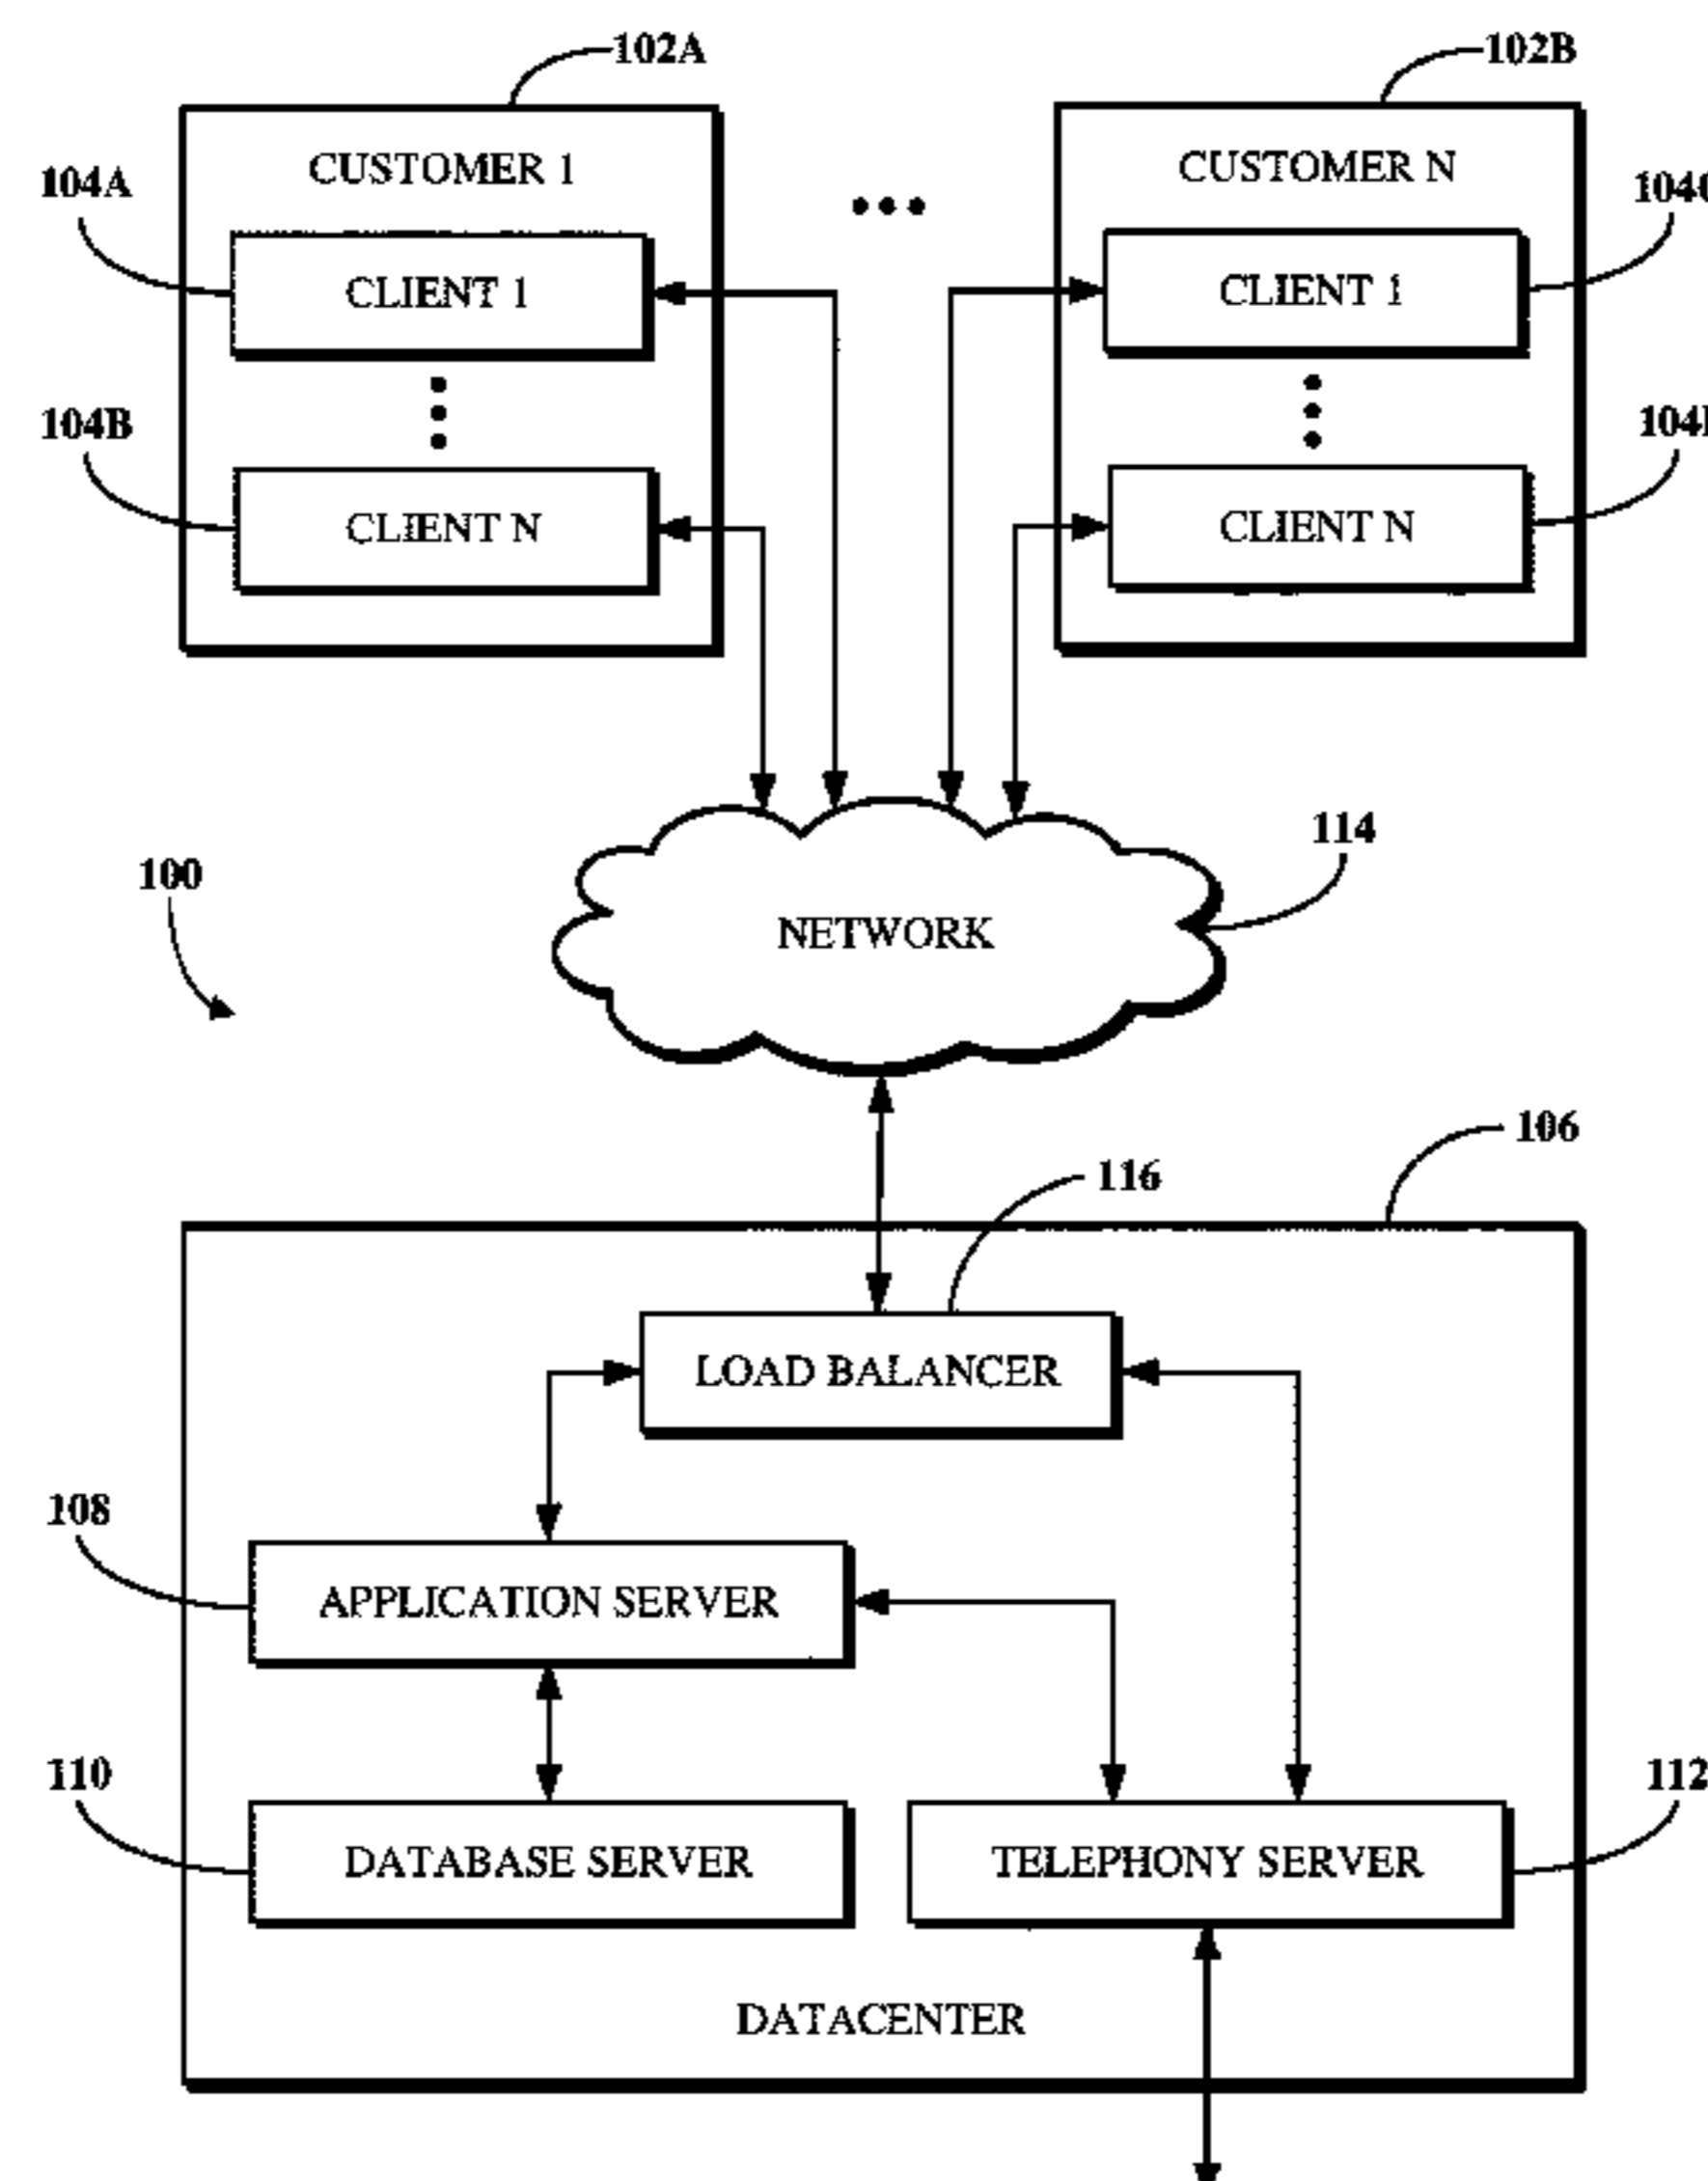 102A
102B
CUSTOMER 1
CUSTOMER N
104A
CLIENT 1
CLIENT 1
104B
CLIENT N
CLIENT N
114
100
NETWORK
106
116
LOAD BALANCER
108
APPLICATION SERVER
110
112
DATABASE SERVER
TELEPHONY SERVER
DATACENTER